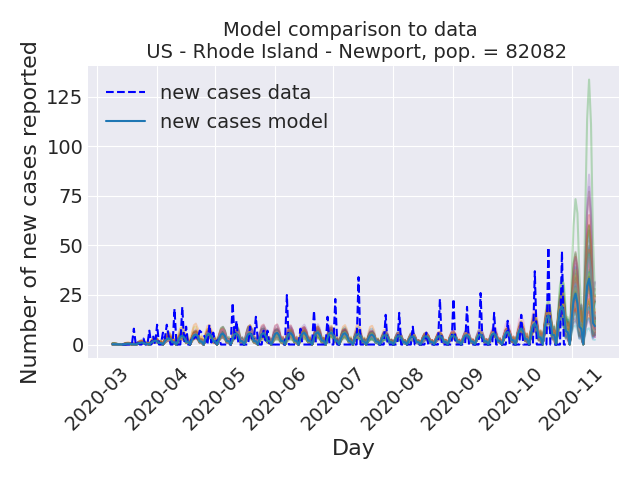 Model comparison to data
US - Rhode Island - Newport, pop. = 82082
new cases data
new cases model
Number of new cases reported
125
100
75
50
25
0
2020-03
2020-04
2020-05
2020-06
2020-07
2020-08
2020-09
2020-10
2020-11
Day